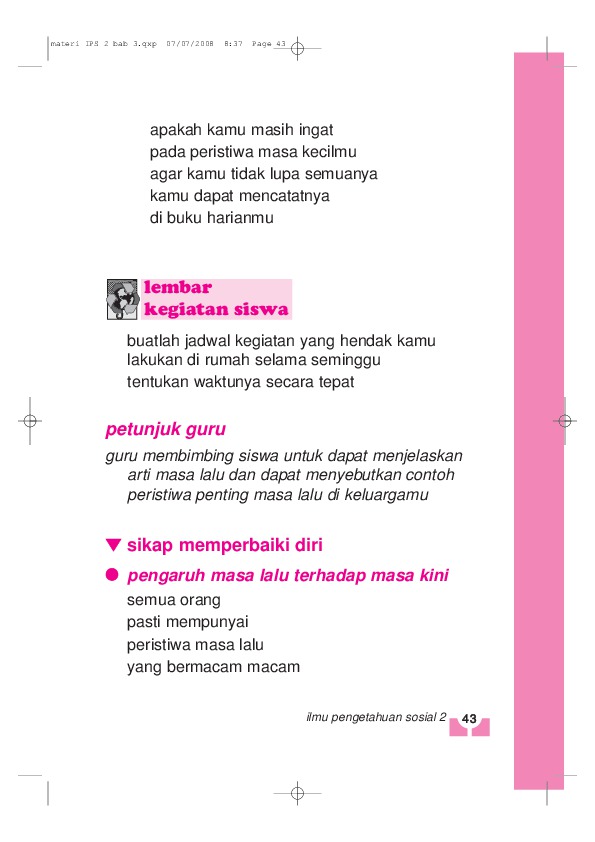 materi IPS 2 bab 3.qxp 07/07/2008 8:37 Page 43
apakah kamu masih ingat
pada peristiwa masa kecilmu
agar kamu tidak lupa semuanya
kamu dapat mencatatnya
di buku harianmu
lembar
kegiatan siswa
buatlah jadwal kegiatan yang hendak kamu
lakukan di rumah selama seminggu
tentukan waktunya secara tepat
petunjuk guru
guru membimbing siswa untuk dapat menjelaskan
arti masa lalu dan dapat menyebutkan contoh
peristiwa penting masa lalu di keluargamu
sikap memperbaiki diri
pengaruh masa lalu terhadap masa kini
semua orang
pasti mempunyai
peristiwa masa lalu
yang bermacam macam
ilmu pengetahuan sosial 2 43